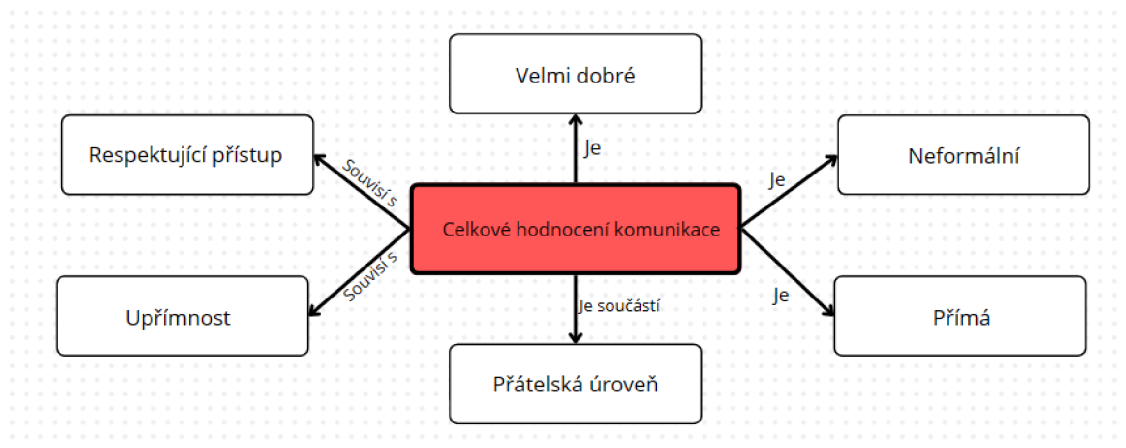 Velmi dobré
Respektující přístup
Souvisí s
Je
Je
Neformální
Celkové hodnocení komunikace
Souvisí s
Je součástí
Je
Upřímnost
Přímá
Přátelská úroveň